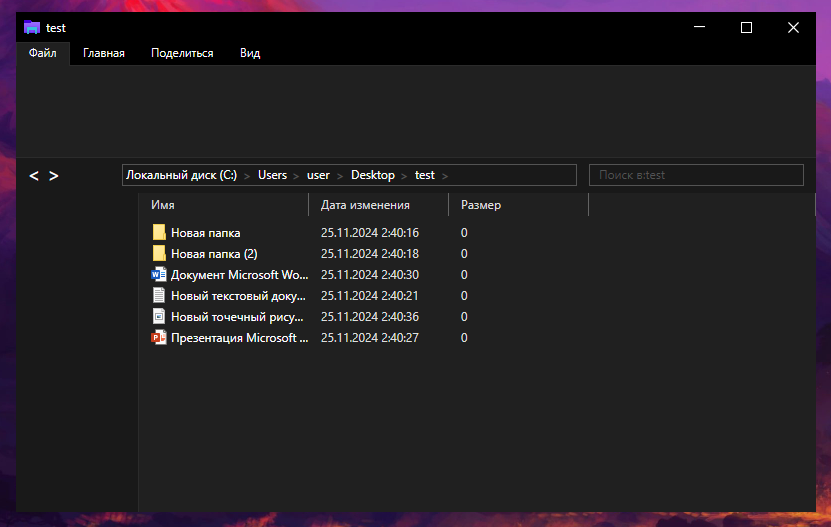 test
Файл Главная Поделиться Вид
< > Локальный диск (C:) > Users > user > Desktop > test > Поиск в:test
Имя Дата изменения Размер
Новая папка 25.11.2024 2:40:16 0
Новая папка (2) 25.11.2024 2:40:18 0
Документ Microsoft Wo... 25.11.2024 2:40:30 0
Новый текстовый доку... 25.11.2024 2:40:21 0
Новый точечный рису... 25.11.2024 2:40:36 0
Презентация Microsoft ... 25.11.2024 2:40:27 0